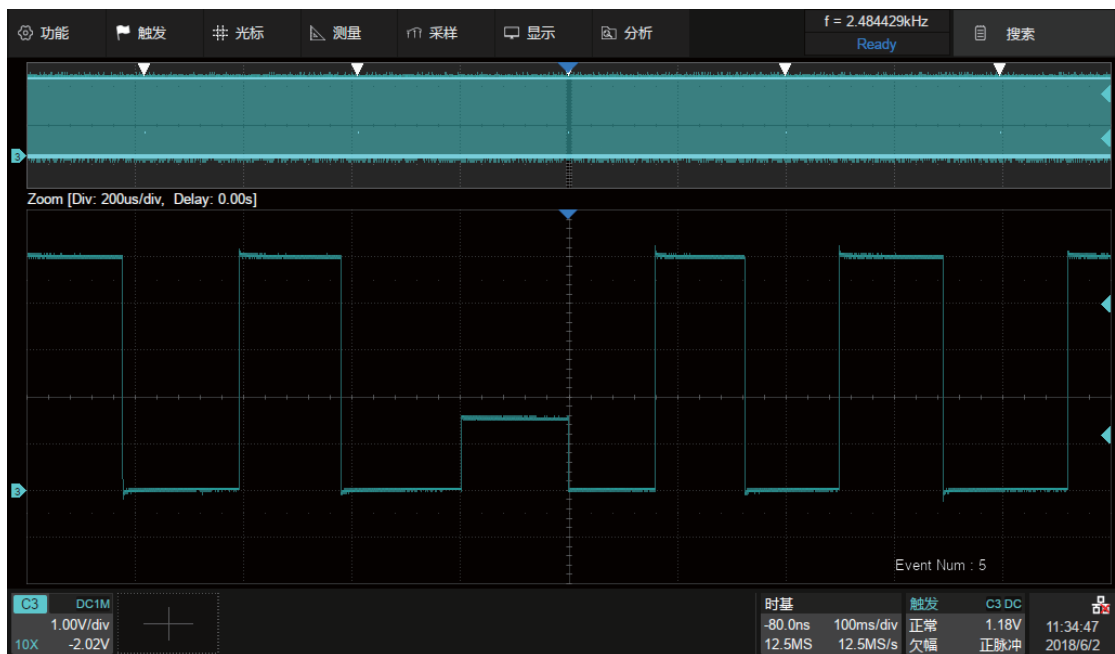 功能 触发 光标 测量 采样 显示 分析 f = 2.484429kHz 搜索
Ready
3
Zoom [Div: 200us/div, Delay: 0.00s]
3
Event Num : 5
C3 DC1M 时基 触发 C3 DC
1.00V/div -80.0ns 100ms/div 正常 1.18V 11:34:47
10X -2.02V 12.5MS 12.5MS/s 欠幅 正脉冲 2018/6/2